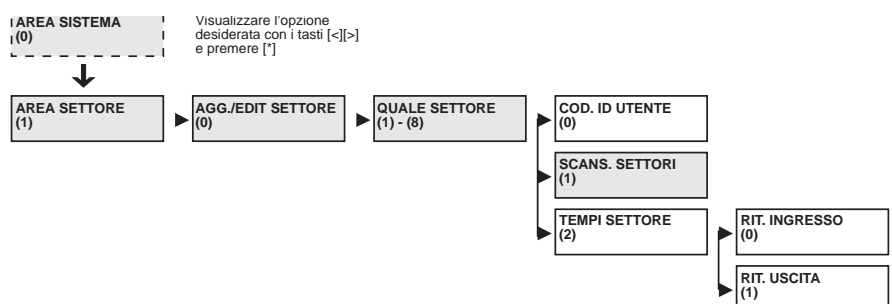 AREA SISTEMA
(0)
Visualizzare l'opzione
desiderata con i tasti [<][>]
e premere [*]
AREA SETTORE
(1)
AGG./EDIT SETTORE
(0)
QUALE SETTORE
(1) - (8)
COD. ID UTENTE
(0)
SCANS. SETTORI
(1)
TEMPI SETTORE
(2)
RIT. INGRESSO
(0)
RIT. USCITA
(1)